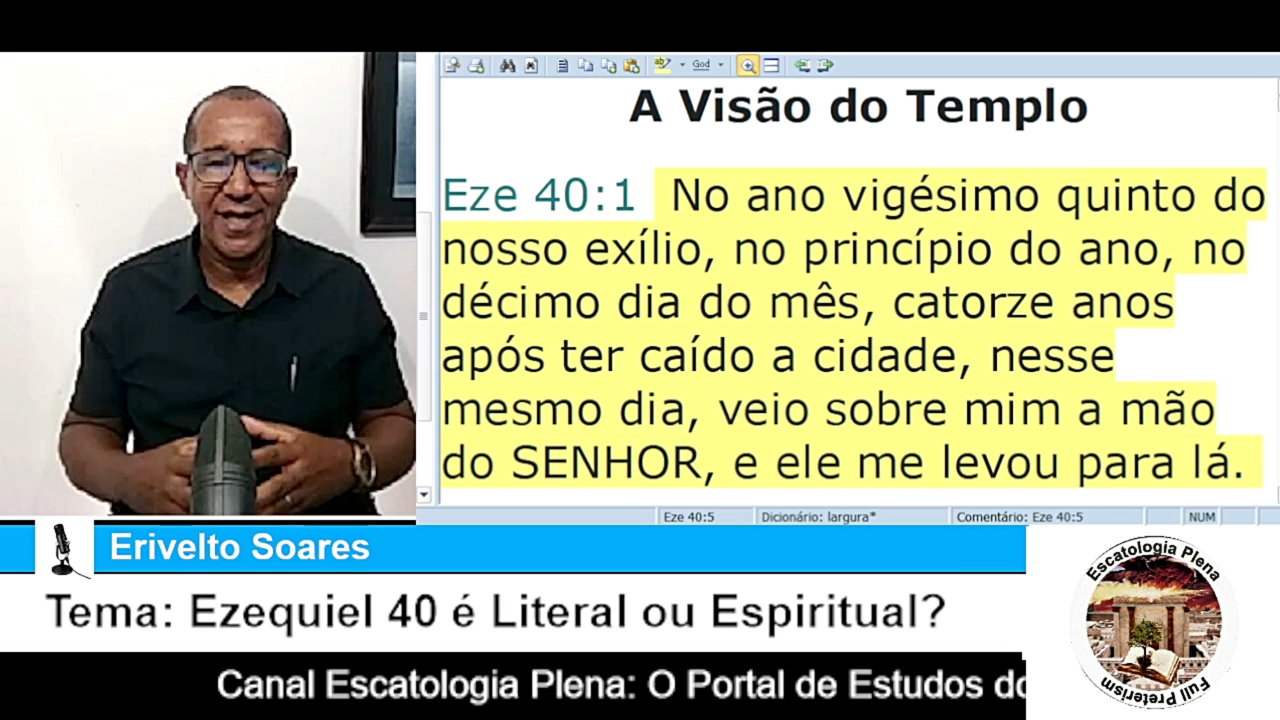 A Visão do Templo
Eze 40:1 No ano vigésimo quinto do
nosso exílio, no princípio do ano, no
décimo dia do mês, catorze anos
após ter caído a cidade, nesse
mesmo dia, veio sobre mim a mão
do SENHOR, e ele me levou para lá.
God
Eze 40:5 Dicionário: largura* Comentário: Eze 40:5 NUM
Erivelto Soares
Tema: Ezequiel 40 é Literal ou Espiritual?
Canal Escatologia Plena: O Portal de Estudos do
Escatologia Plena
Full Preterism